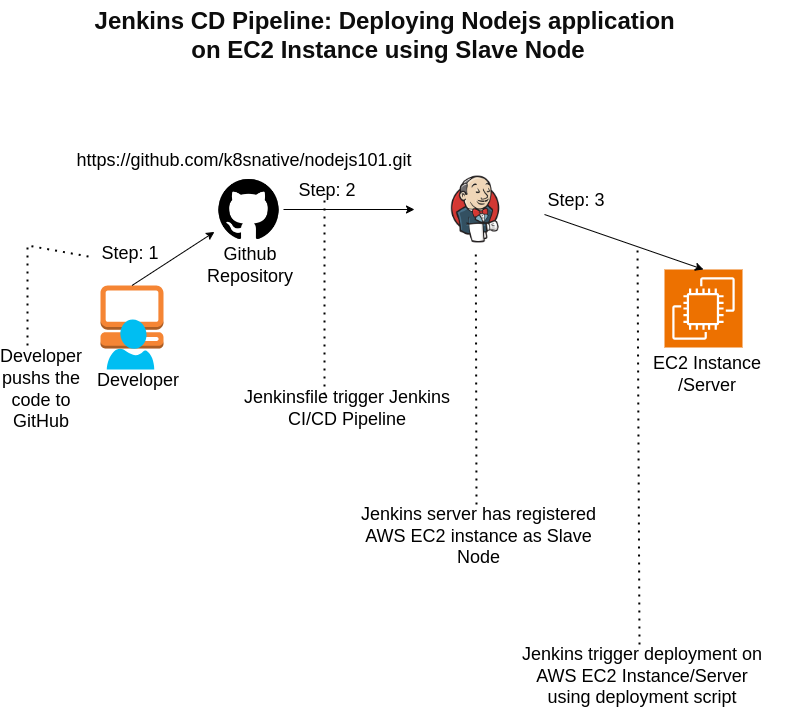 Jenkins CD Pipeline: Deploying Nodejs application
on EC2 Instance using Slave Node
https://github.com/k8snative/nodejs101.git
Step: 2
Step: 3
Step: 1
Github
Repository
Developer
pushs the
code to
GitHub
Developer
EC2 Instance
/Server
Jenkinsfile trigger Jenkins
CI/CD Pipeline
Jenkins server has registered
AWS EC2 instance as Slave
Node
Jenkins trigger deployment on
AWS EC2 Instance/Server
using deployment script